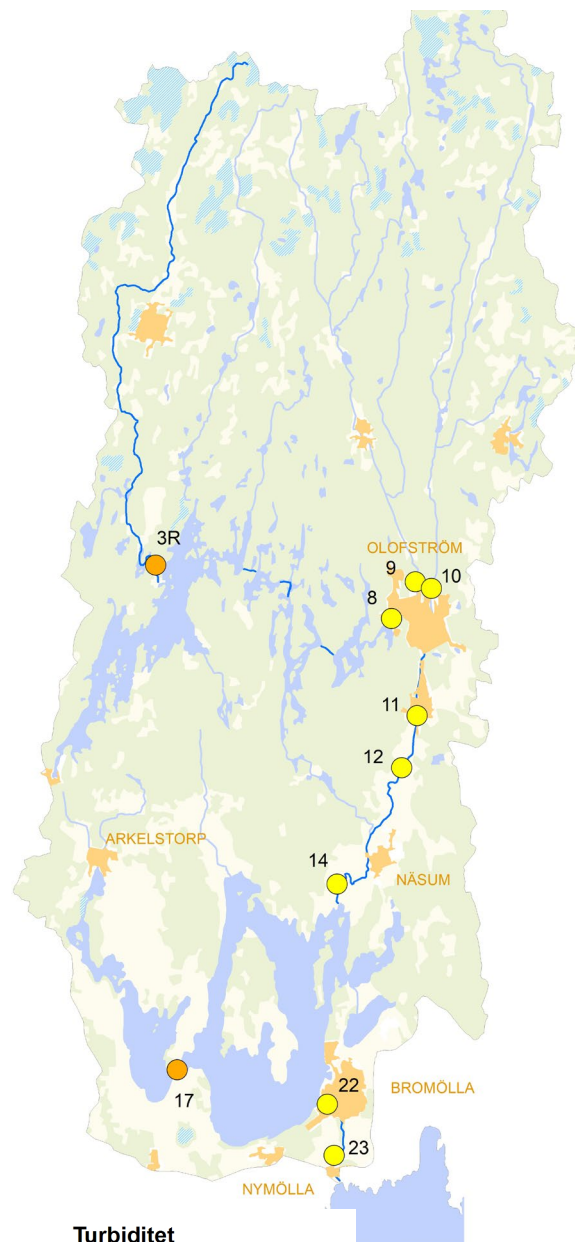 3R
OLOFSTRÖM
9
10
8
11
12
ARKELSTORP
14
NÄSUM
17
22
BROMÖLLA
23
NYMÖLLA
Turbiditet